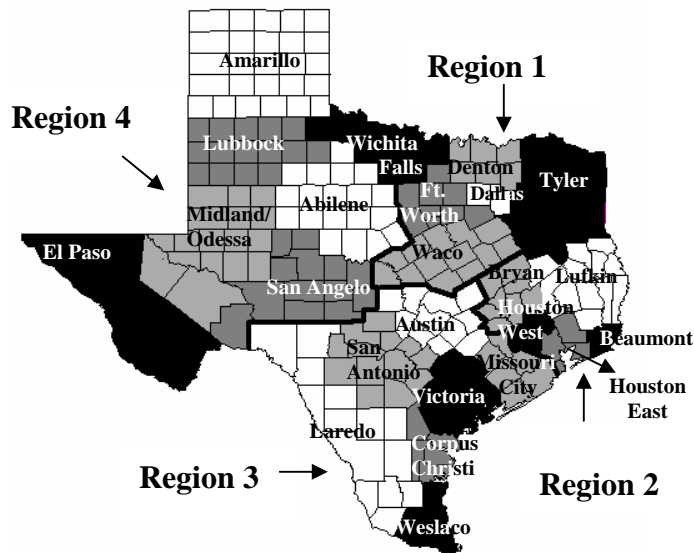 Amarillo
Region 1
Region 4
Lubbock
Wichita
Falls
Denton
Dallas
Tyler
Ft.
Worth
Abilene
Midland/
Odessa
Waco
El Paso
San Angelo
Bryan
Lufkin
Houston
West
Austin
Beaumont
San
Antonio
Missouri
City
Houston
East
Victoria
Laredo
Corpus
Christi
Region 3
Region 2
Weslaco